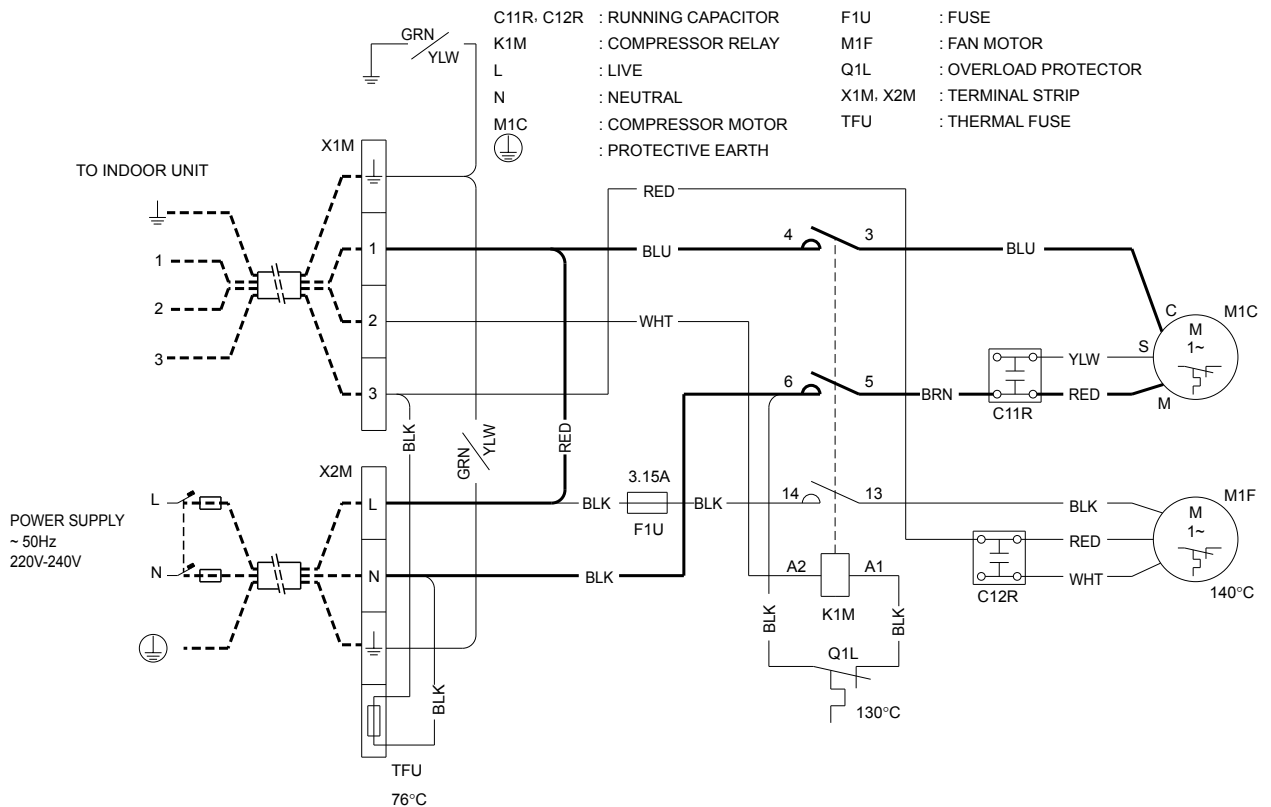 C11R, C12R : RUNNING CAPACITOR
K1M : COMPRESSOR RELAY
L : LIVE
N : NEUTRAL
M1C : COMPRESSOR MOTOR
: PROTECTIVE EARTH
F1U : FUSE
M1F : FAN MOTOR
Q1L : OVERLOAD PROTECTOR
X1M, X2M : TERMINAL STRIP
TFU : THERMAL FUSE
GRN
YLW
X1M
TO INDOOR UNIT
RED
1
1
BLU
4
3
BLU
2
2
WHT
3
3
C
M1C
M
1~
S
M
YLW
6
5
BRN
RED
C11R
BLK
GRN
YLW
RED
X2M
POWER SUPPLY
~ 50Hz
220V-240V
L
L
N
N
BLK
3.15A
F1U
BLK
14
13
BLK
M1F
M
1~
RED
WHT
C12R
140°C
BLK
A2
A1
K1M
BLK
BLK
Q1L
130°C
BLK
TFU
76°C